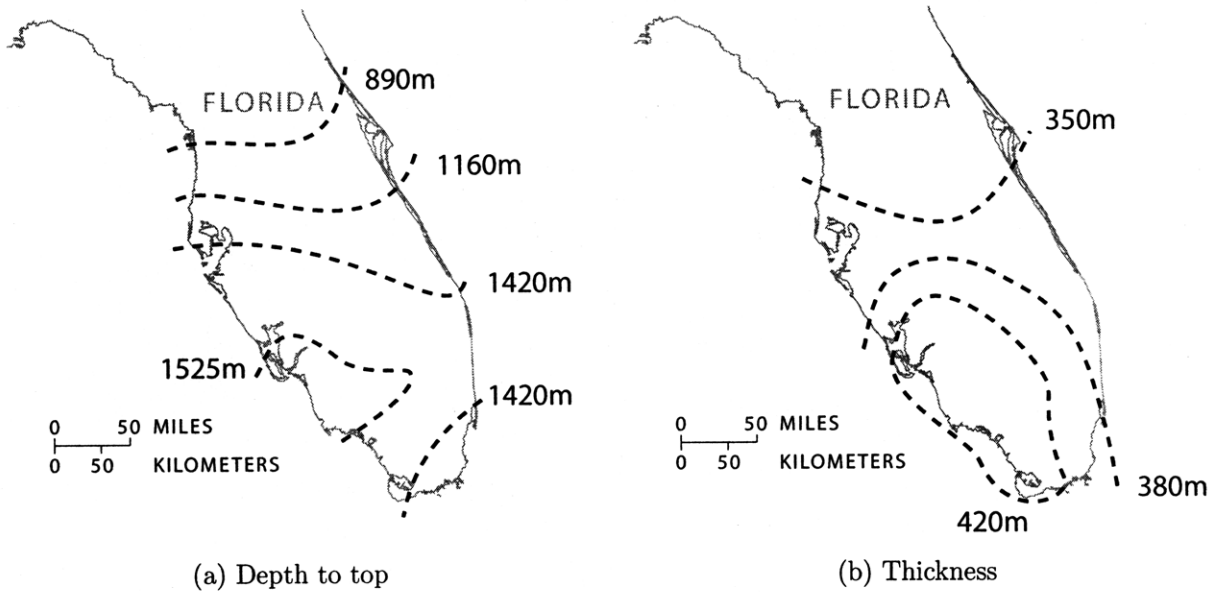 FLORIDA
890m
1160m
1420m
1525m
1420m
0 50 MILES
0 50 KILOMETERS
(a) Depth to top
FLORIDA
350m
0 50 MILES
0 50 KILOMETERS
380m
420m
(b) Thickness